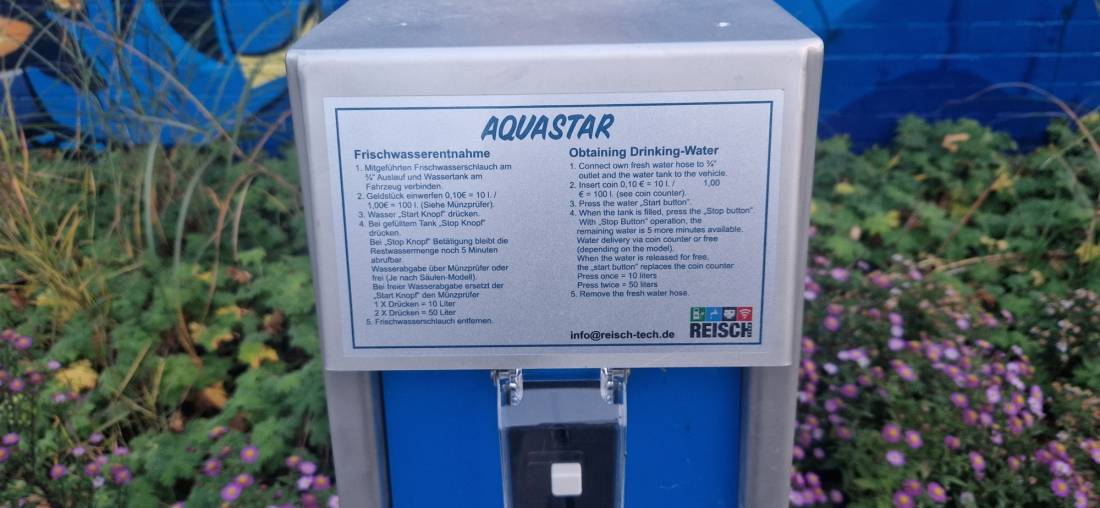 AQUASTAR
Frischwasserentnahme
1. Mitgeführten Frischwasserschlauch am
¾" Auslauf und Wassertank am
Fahrzeug verbinden.
2. Geldstück einwerfen 0,10€ = 10 l. /
1,00€ = 100 l. (Siehe Münzprüfer).
3. Wasser „Start Knopf" drücken.
4. Bei gefülltem Tank „Stop Knopf"
drücken.
Bei „Stop Knopf" Betätigung bleibt die
Restwassermenge noch 5 Minuten
abrufbar.
Wasserabgabe über Münzprüfer oder
frei (Je nach Säulen-Modell).
Bei freier Wasserabgabe ersetzt der
„Start Knopf" den Münzprüfer
1 X Drücken = 10 Liter
2 X Drücken = 50 Liter
5. Frischwasserschlauch entfernen.
Obtaining Drinking-Water
1. Connect own fresh water hose to ¾"
outlet and the water tank to the vehicle.
2. Insert coin 0,10 € = 10 l. / 1,00
€ = 100 l. (see coin counter).
3. Press the water „Start button".
4. When the tank is filled, press the „Stop button".
With „Stop Button" operation, the
remaining water is 5 more minutes available.
Water delivery via coin counter or free
(depending on the model).
When the water is released for free,
the „start button" replaces the coin counter
Press once = 10 liters
Press twice = 50 liters
5. Remove the fresh water hose.
info@reisch-tech.de
REISCH